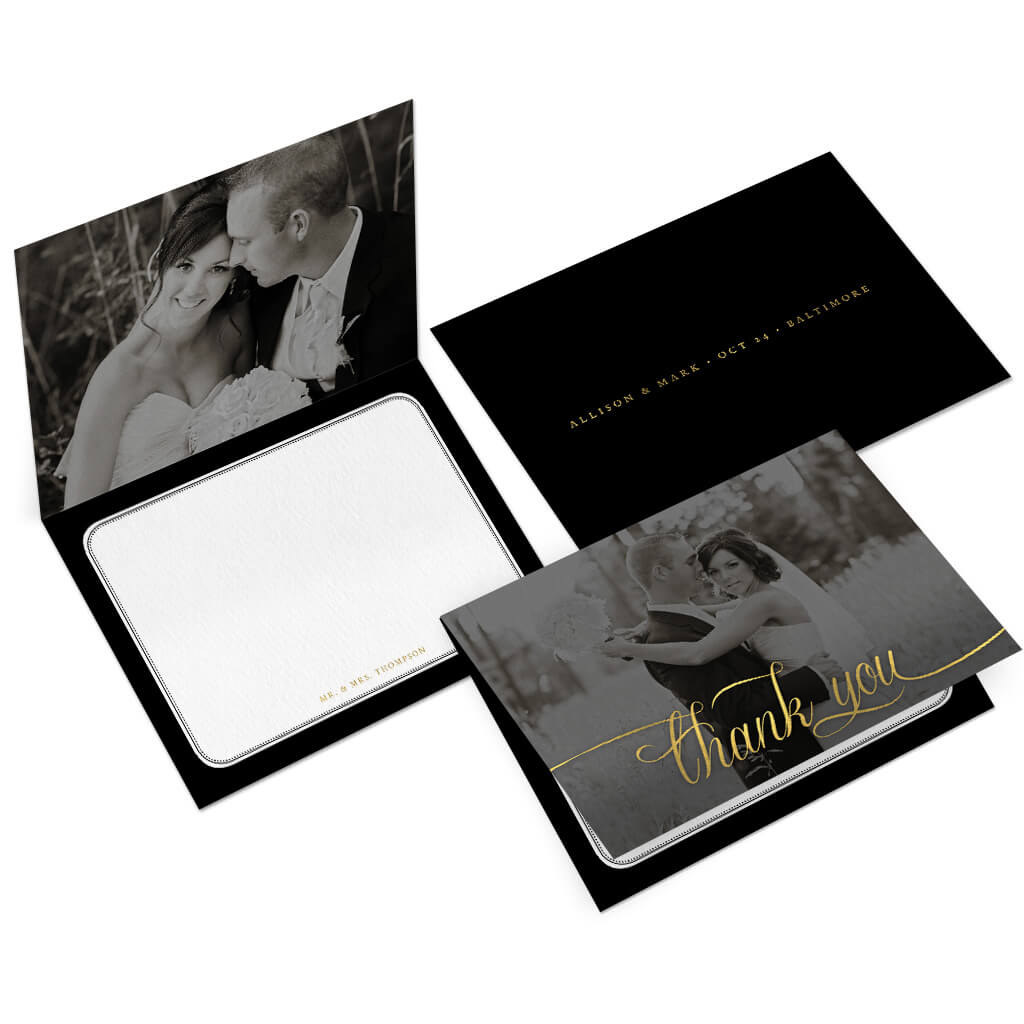 ALLISON & MARK • OCT 24 • BALTIMORE
MR. & MRS. THOMPSON
thank you